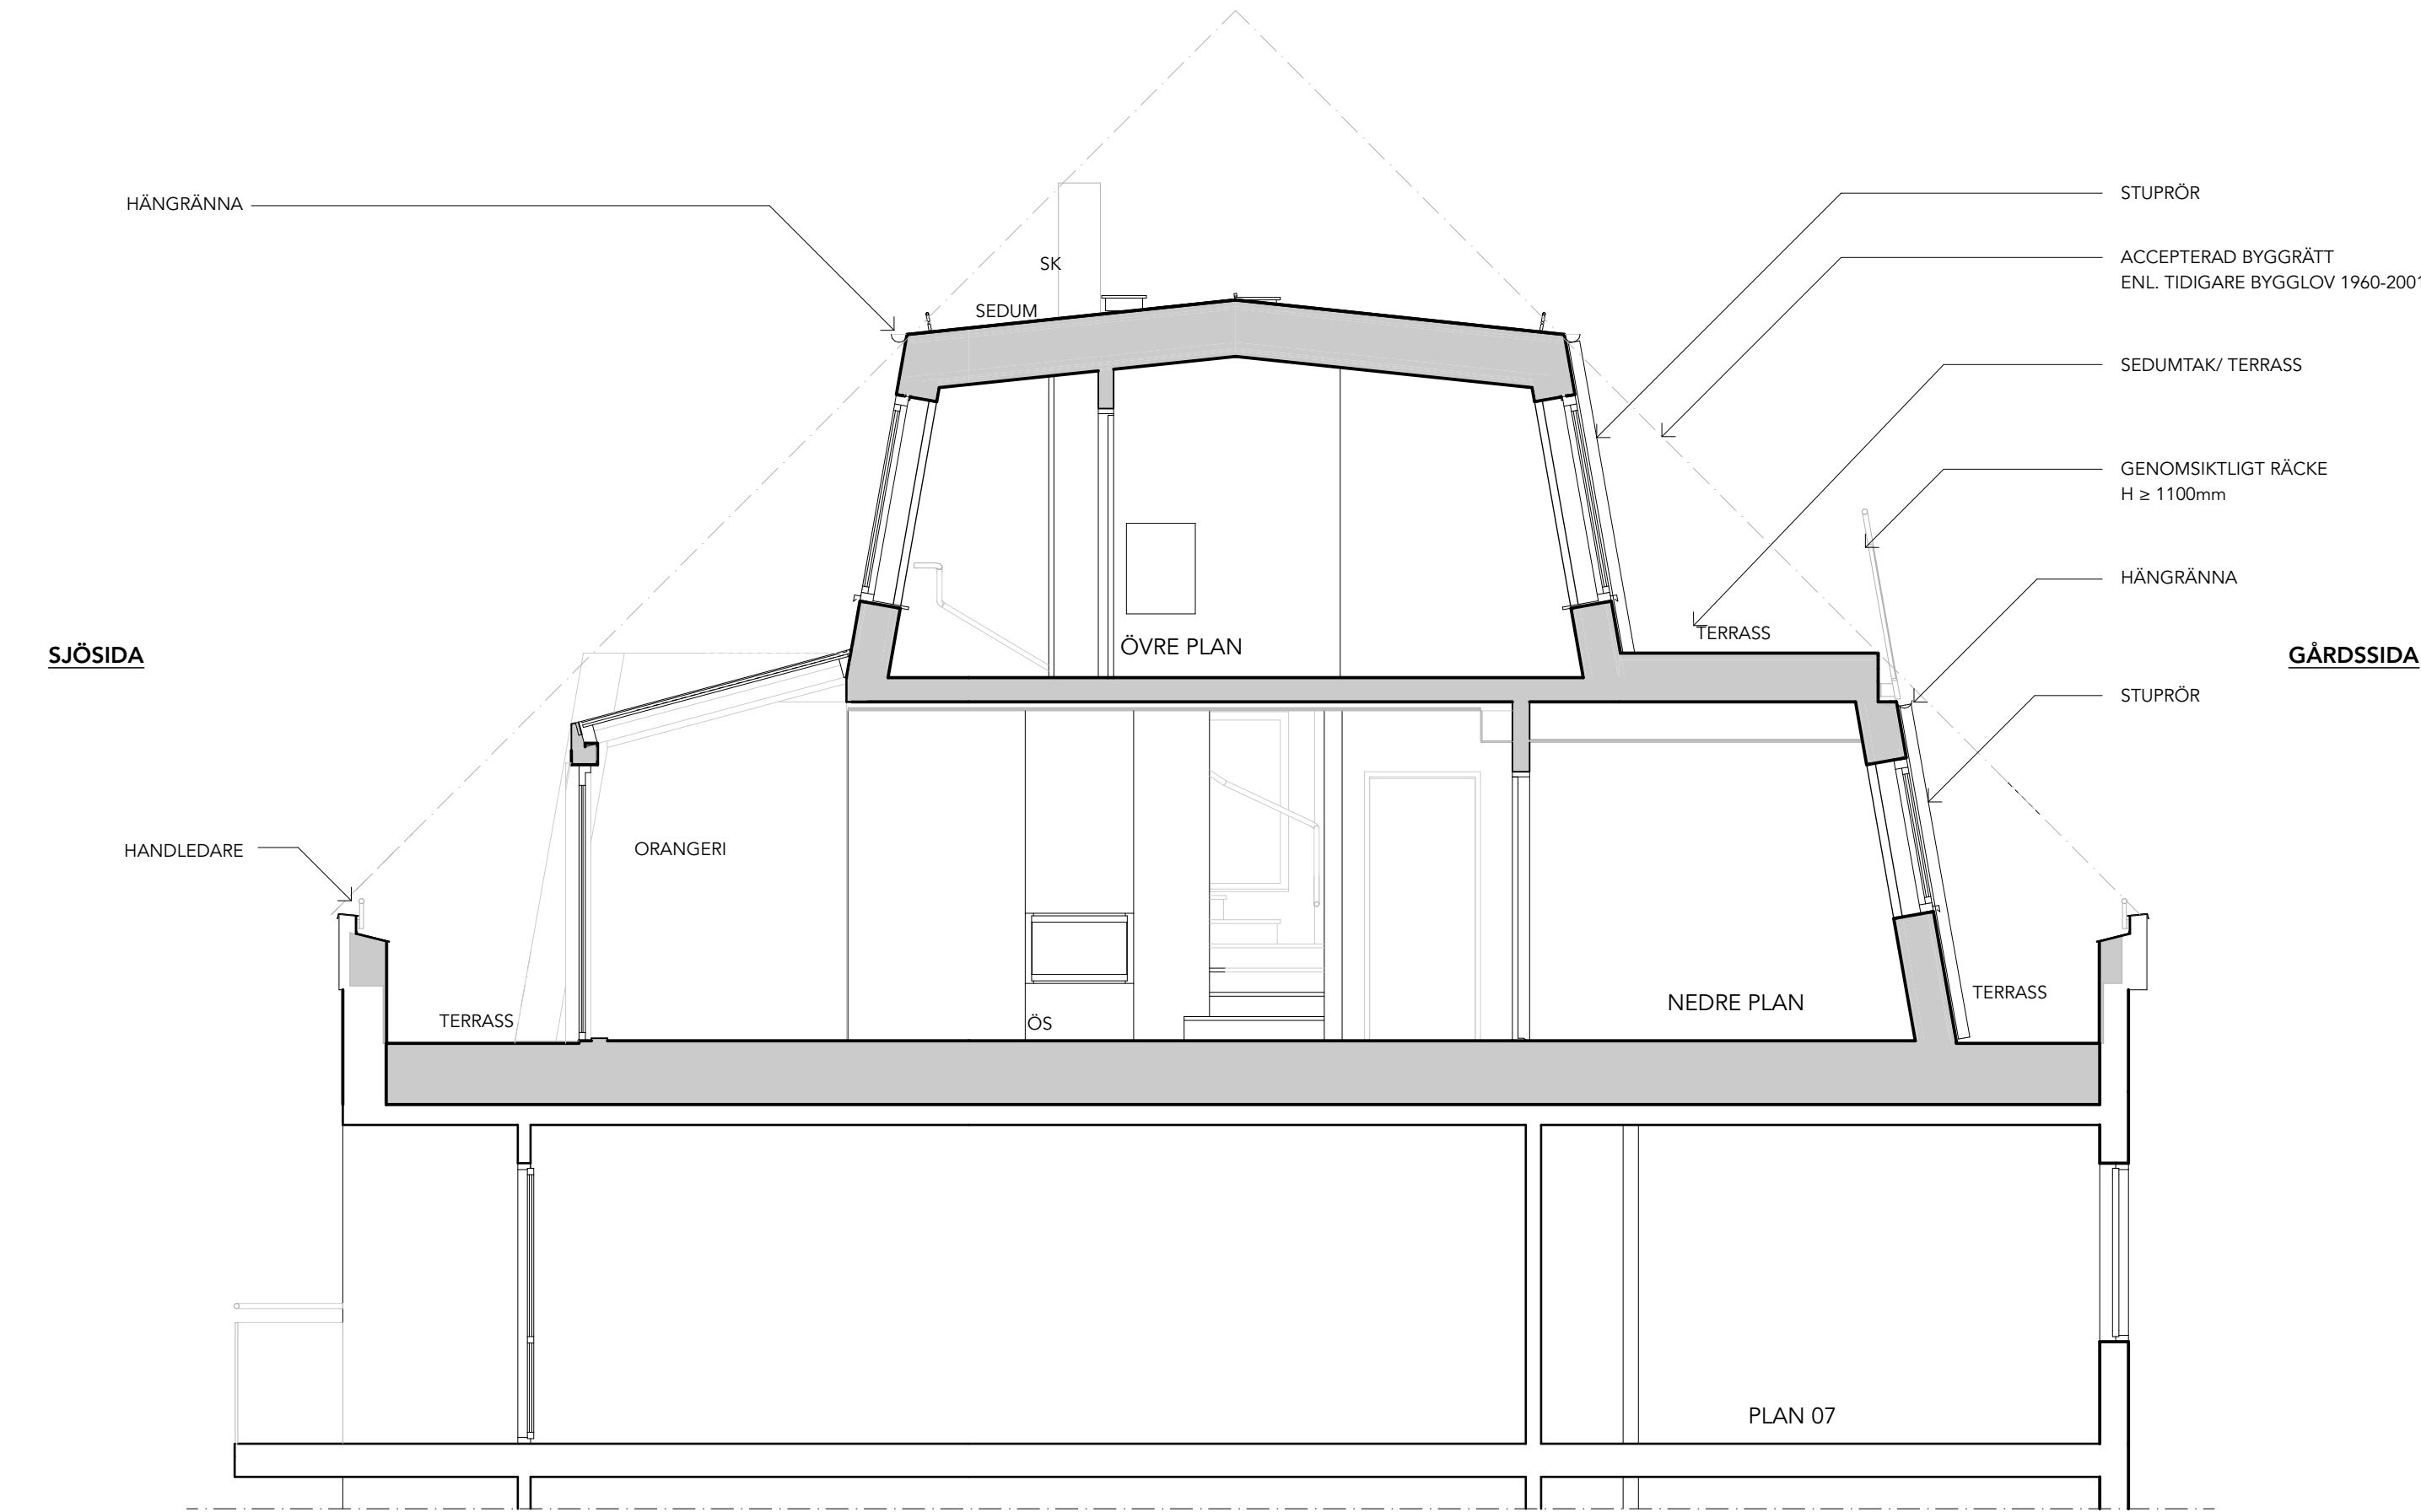 HÄNGRÄNNA
STUPRÖR
ACCEPTERAD BYGGRÄTT
ENL. TIDIGARE BYGGLOV 1960-2001
SK
SEDUM
SEDUMTAK/ TERRASS
GENOMSIKTLIGT RÄCKE
H ≥ 1100mm
HÄNGRÄNNA
TERRASS
ÖVRE PLAN
SJÖSIDA
GÅRDSSIDA
STUPRÖR
HANDLEDARE
ORANGERI
NEDRE PLAN
TERRASS
TERRASS
ÖS
PLAN 07